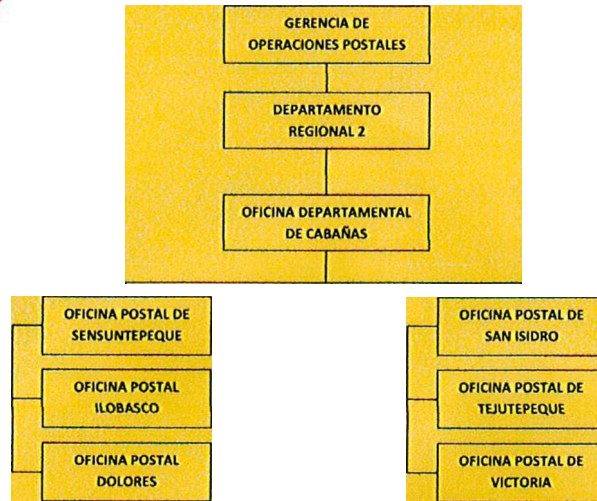 GERENCIA DE
OPERACIONES POSTALES
DEPARTAMENTO
REGIONAL 2
OFICINA DEPARTAMENTAL
DE CABAÑAS
OFICINA POSTAL DE
SENSUNTEPEQUE
OFICINA POSTAL
ILOBASCO
OFICINA POSTAL
DOLORES
OFICINA POSTAL DE
SAN ISIDRO
OFICINA POSTAL DE
TEJUTEPEQUE
OFICINA POSTAL DE
VICTORIA